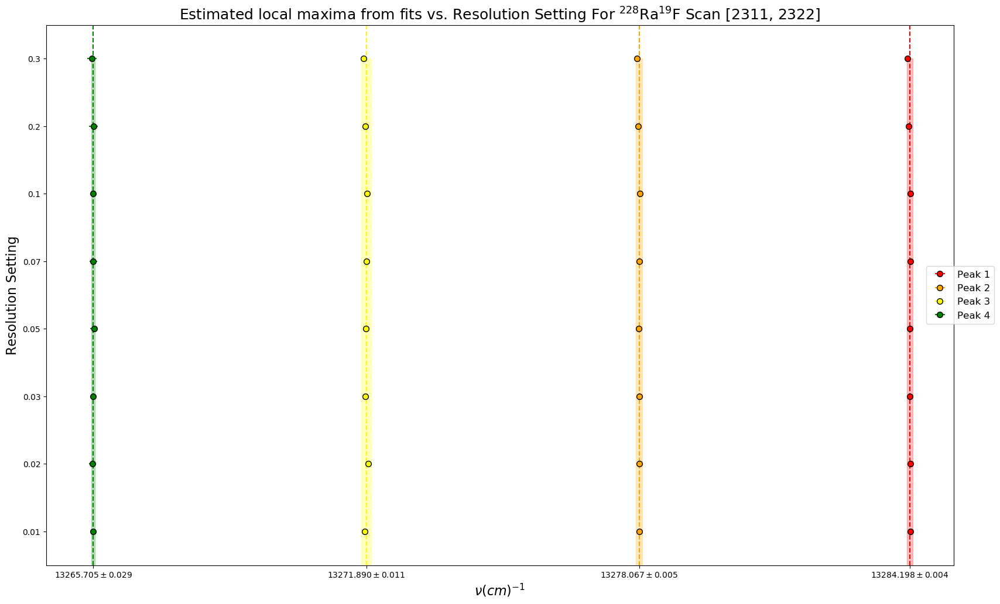 Estimated local maxima from fits vs. Resolution Setting For ²²⁸Ra¹⁹F Scan [2311, 2322]
Resolution Setting
0.3
0.2
0.1
0.07
0.05
0.03
0.02
0.01
Peak 1
Peak 2
Peak 3
Peak 4
13265.705 ± 0.029
13271.890 ± 0.011
13278.067 ± 0.005
13284.198 ± 0.004
ν(cm)⁻¹